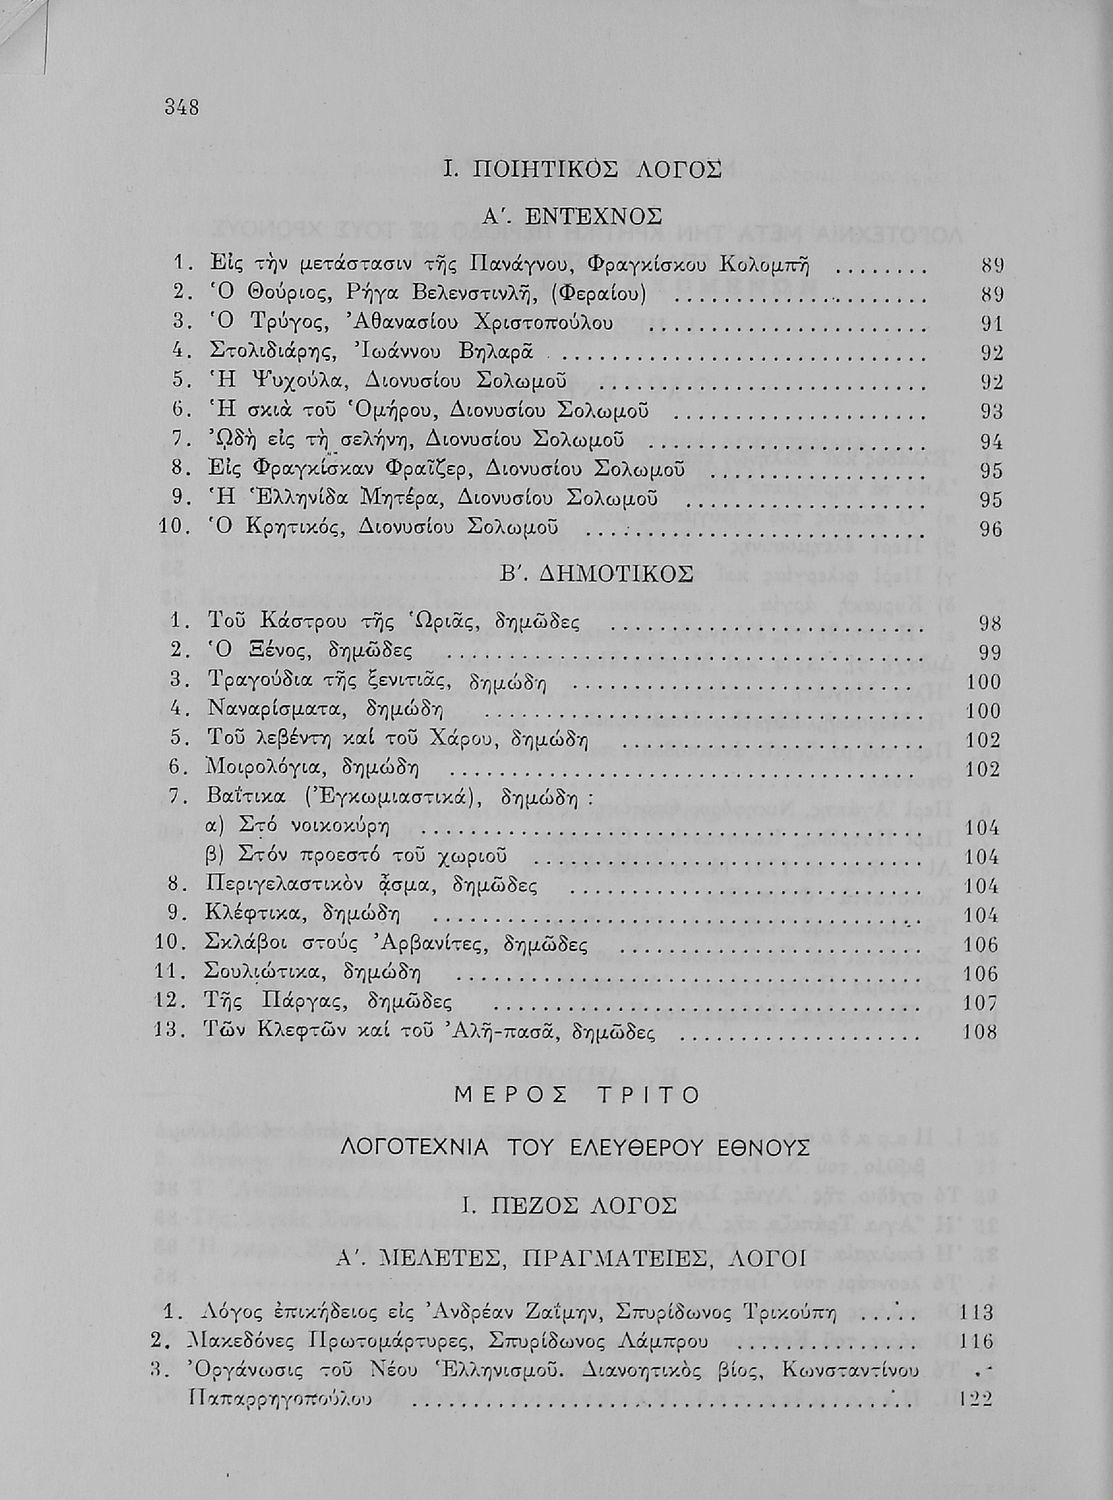 348
I. ΠΟΙΗΤΙΚΟΣ ΛΟΓΟΣ
Α'. ΕΝΤΕΧΝΟΣ
1. Εἰς τὴν μετάστασιν τῆς Πανάγνου, Φραγκίσκου Κολομπῆ ........ 89
2. Ὁ Θούριος, Ρήγα Βελενστινλῆ, (Φεραίου) ..................... 89
3. Ὁ Τρύγος, Ἀθανασίου Χριστοπούλου ....................... 91
4. Στολιδιάρης, Ἰωάννου Βηλαρᾶ ............................... 92
5. Ἡ Ψυχούλα, Διονυσίου Σολωμοῦ ........................... 92
6. Ἡ σκιὰ τοῦ Ὁμήρου, Διονυσίου Σολωμοῦ ..................... 93
7. Ὠδὴ εἰς τὴ σελήνη, Διονυσίου Σολωμοῦ ....................... 94
8. Εἰς Φραγκίσκαν Φραῖζερ, Διονυσίου Σολωμοῦ .................. 95
9. Ἡ Ἑλληνίδα Μητέρα, Διονυσίου Σολωμοῦ .................... 95
10. Ὁ Κρητικός, Διονυσίου Σολωμοῦ ............................ 96
Β'. ΔΗΜΟΤΙΚΟΣ
1. Τοῦ Κάστρου τῆς Ὡριᾶς, δημῶδες .......................... 98
2. Ὁ Ξένος, δημῶδες ....................................... 99
3. Τραγούδια τῆς ξενιτιᾶς, δημώδη ............................ 100
4. Ναναρίσματα, δημώδη .................................... 100
5. Τοῦ λεβέντη καί τοῦ Χάρου, δημώδη ......................... 102
6. Μοιρολόγια, δημώδη ...................................... 102
7. Βαΐτικα (Ἐγκωμιαστικά), δημώδη :
α) Στό νοικοκύρη ......................................... 104
β) Στόν προεστό τοῦ χωριοῦ ................................ 104
8. Περιγελαστικὸν ᾆσμα, δημῶδες ............................. 104
9. Κλέφτικα, δημώδη ........................................ 104
10. Σκλάβοι στούς Ἀρβανίτες, δημῶδες ......................... 106
11. Σουλιώτικα, δημώδη ...................................... 106
12. Τῆς Πάργας, δημῶδες ................................... 107
13. Τῶν Κλεφτῶν καί τοῦ Ἀλῆ-πασᾶ, δημῶδες .................... 108
ΜΕΡΟΣ ΤΡΙΤΟ
ΛΟΓΟΤΕΧΝΙΑ ΤΟΥ ΕΛΕΥΘΕΡΟΥ ΕΘΝΟΥΣ
I. ΠΕΖΟΣ ΛΟΓΟΣ
Α'. ΜΕΛΕΤΕΣ, ΠΡΑΓΜΑΤΕΙΕΣ, ΛΟΓΟΙ
1. Λόγος ἐπικήδειος εἰς Ἀνδρέαν Ζαΐμην, Σπυρίδωνος Τρικούπη ...... 113
2. Μακεδόνες Πρωτομάρτυρες, Σπυρίδωνος Λάμπρου ............... 116
3. Ὀργάνωσις τοῦ Νέου Ἑλληνισμοῦ. Διανοητικὸς βίος, Κωνσταντίνου
Παπαρρηγοπούλου ......................................... 122